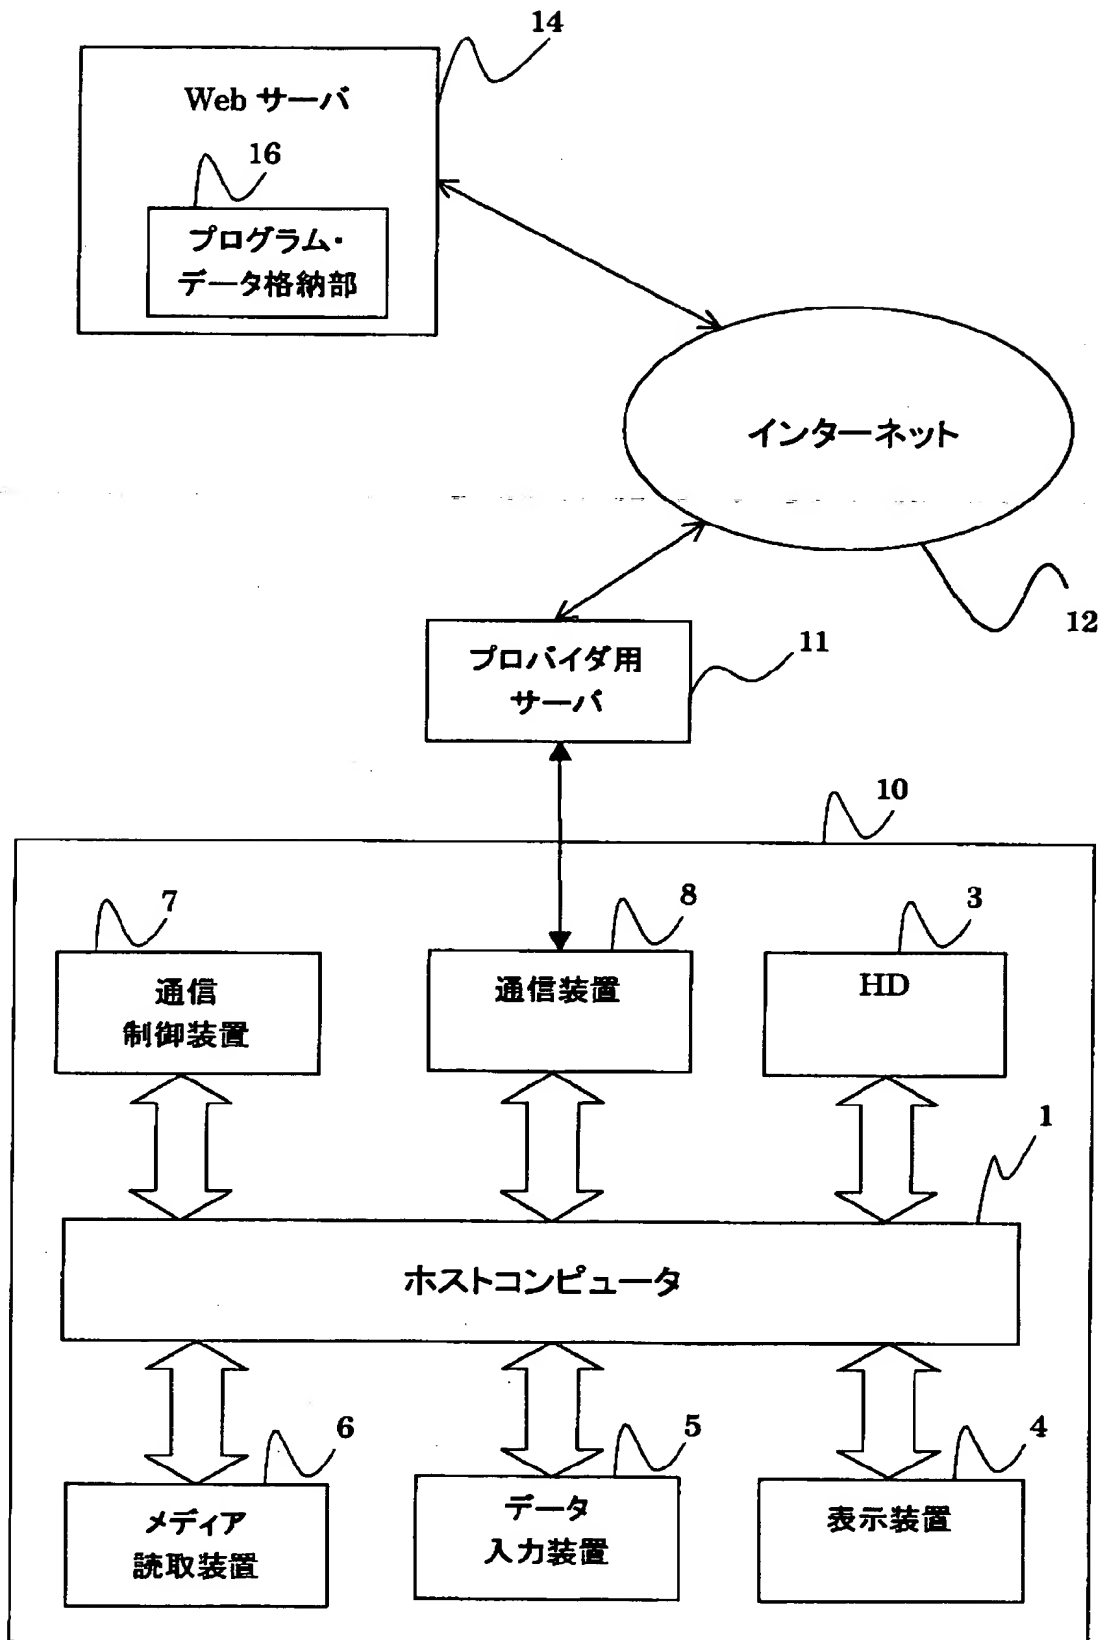 14
Web サーバ
16
プログラム・
データ格納部
インターネット
12
プロバイダ用
サーバ
11
10
7
8
3
通信
制御装置
通信装置
HD
1
ホストコンピュータ
6
5
4
メディア
読取装置
データ
入力装置
表示装置